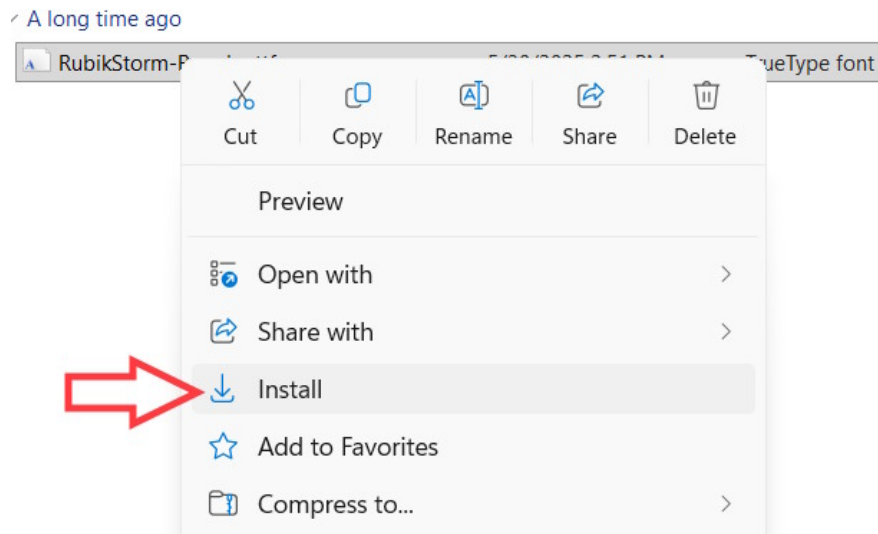 A long time ago
RubikStorm-R TrueType font
Cut Copy Rename Share Delete
Preview
Open with
Share with
Install
Add to Favorites
Compress to...